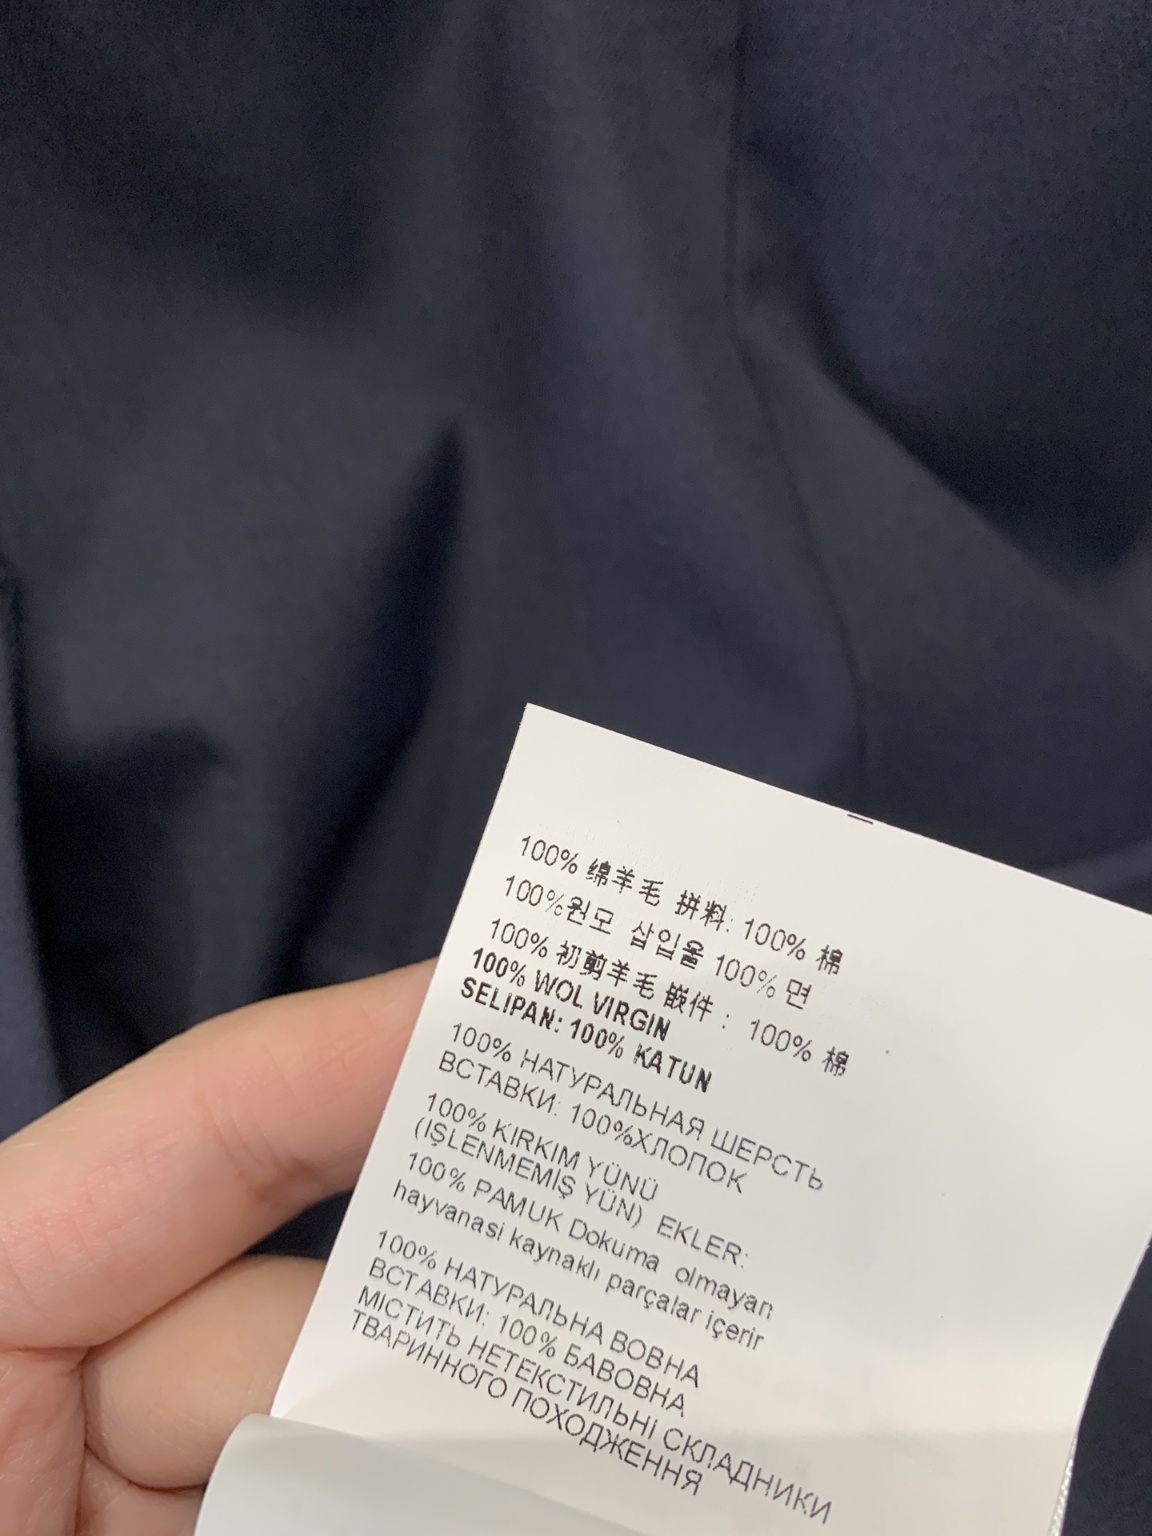 100% 绵羊毛 拼料: 100% 棉
100%원모 삽입울 100% 면
100% 初剪羊毛 嵌件： 100% 棉
100% WOL VIRGIN
SELIPAN: 100% KATUN
100% НАТУРАЛЬНАЯ ШЕРСТЬ
ВСТАВКИ: 100%ХЛОПОК
100% KIRKIM YÜNÜ
(IŞLENMEMIŞ YÜN) EKLER:
100% PAMUK Dokuma olmayan
hayvanasi kaynaklı parçalar içerir
100% НАТУРАЛЬНА ВОВНА
ВСТАВКИ: 100% БАВОВНА
МІСТИТЬ НЕТЕКСТИЛЬНІ СКЛАДНИКИ
ТВАРИННОГО ПОХОДЖЕННЯ